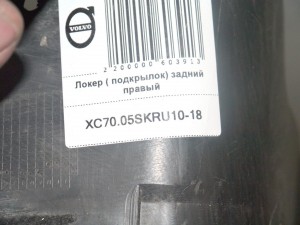 VOLVO
2 200000 603913
Локер ( подкрылок) задний
правый
XC70.05SKRU10-18